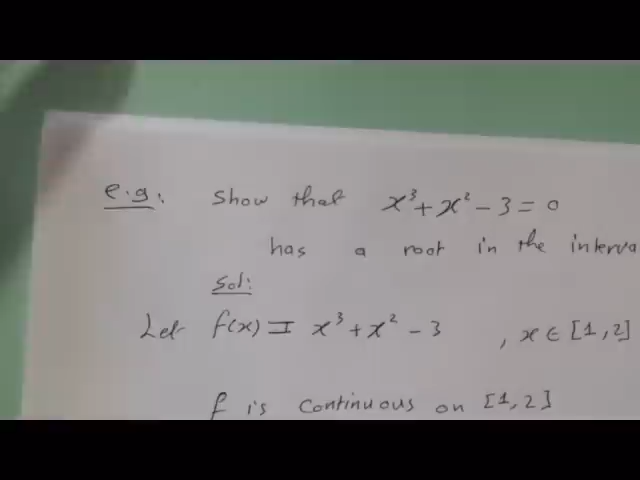 e.g: Show that x³ + x² - 3 = 0
has a root in the
Sol:
Let f(x) = x³ + x² - 3 , x ∈ [1, 2]
f is continuous on [1, 2]